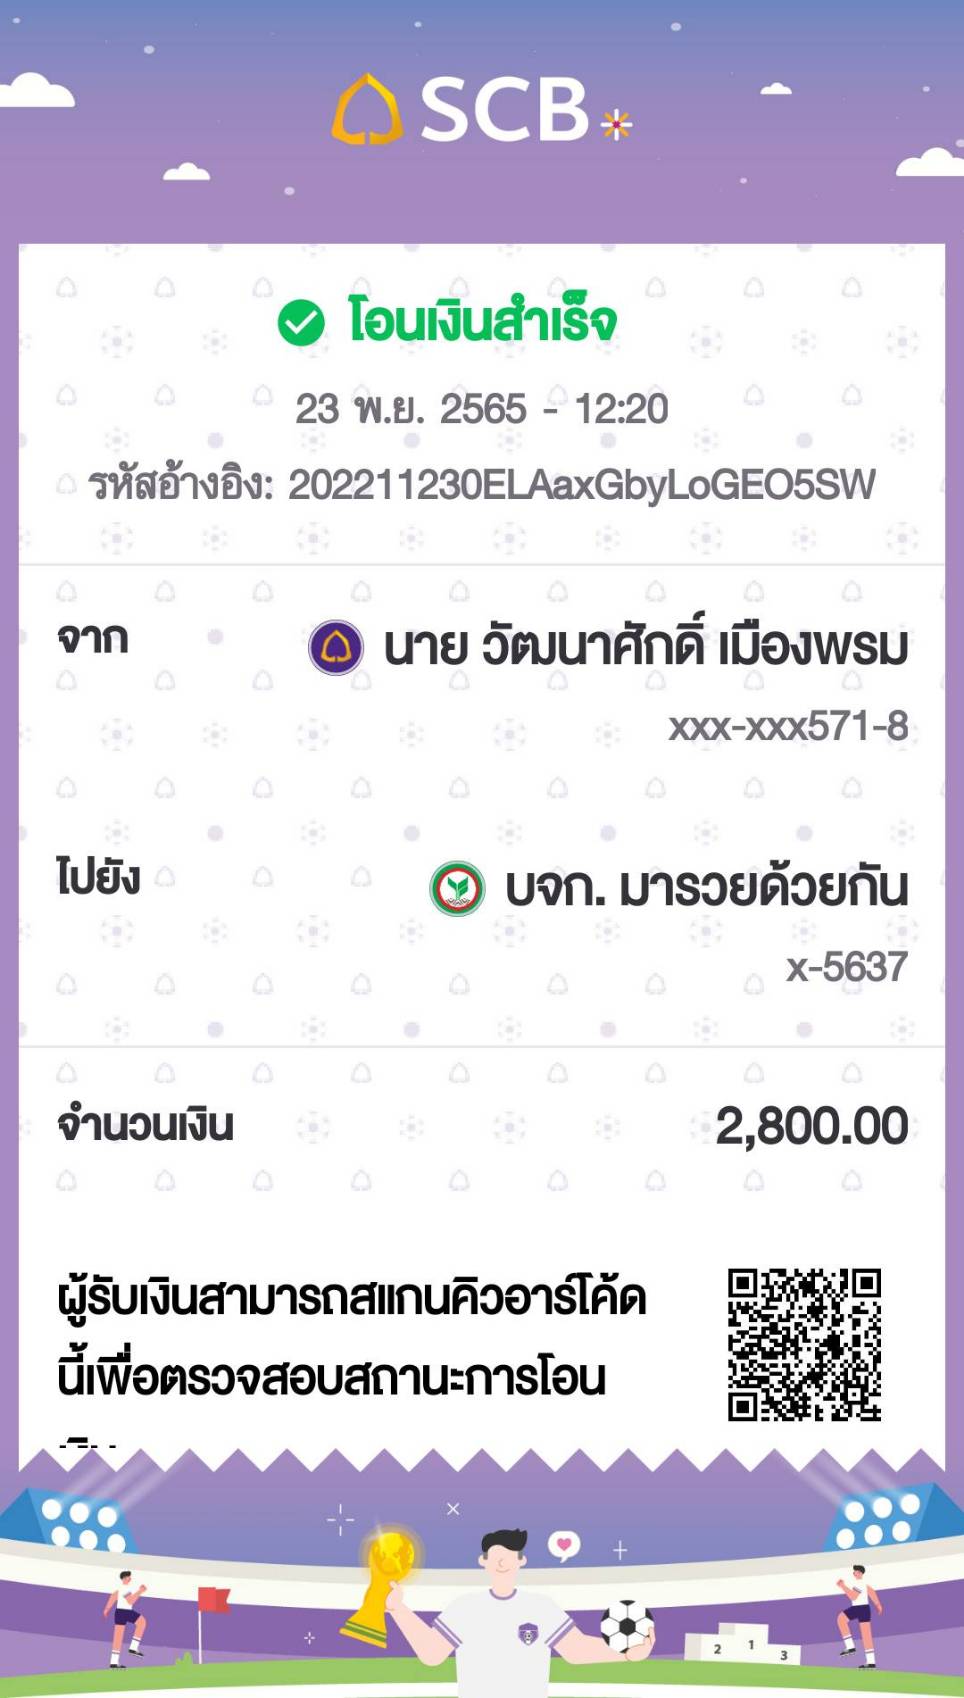 SCB
โอนเงินสำเร็จ
23 พ.ย. 2565 - 12:20
รหัสอ้างอิง: 202211230ELAaxGbyLoGEO5SW
จาก
นาย วัฒนาศักดิ์ เมืองพรม
xxx-xxx571-8
ไปยัง
บจก. มารวยด้วยกัน
x-5637
จำนวนเงิน
2,800.00
ผู้รับเงินสามารถสแกนคิวอาร์โค้ด
นี้เพื่อตรวจสอบสถานะการโอน
2 1 3